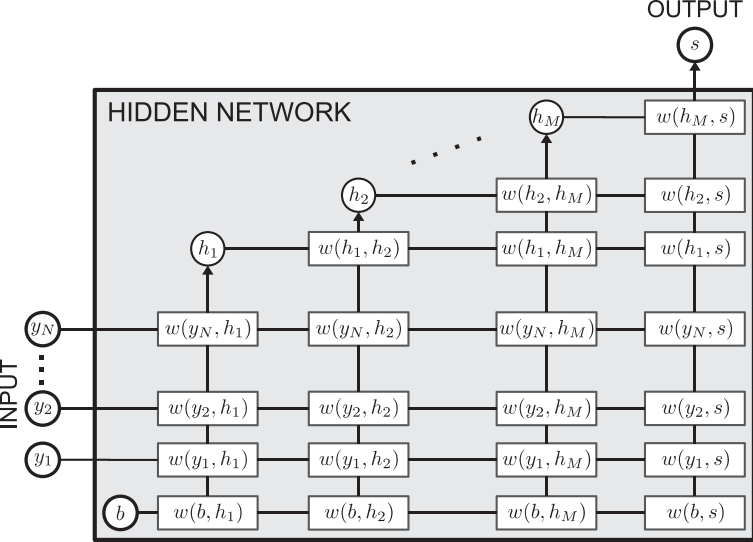 OUTPUT
s
HIDDEN NETWORK
h_M w(h_M, s)
h_2 w(h_2, h_M) w(h_2, s)
h_1 w(h_1, h_2) w(h_1, h_M) w(h_1, s)
y_N w(y_N, h_1) w(y_N, h_2) w(y_N, h_M) w(y_N, s)
INPUT
y_2 w(y_2, h_1) w(y_2, h_2) w(y_2, h_M) w(y_2, s)
y_1 w(y_1, h_1) w(y_1, h_2) w(y_1, h_M) w(y_1, s)
b w(b, h_1) w(b, h_2) w(b, h_M) w(b, s)